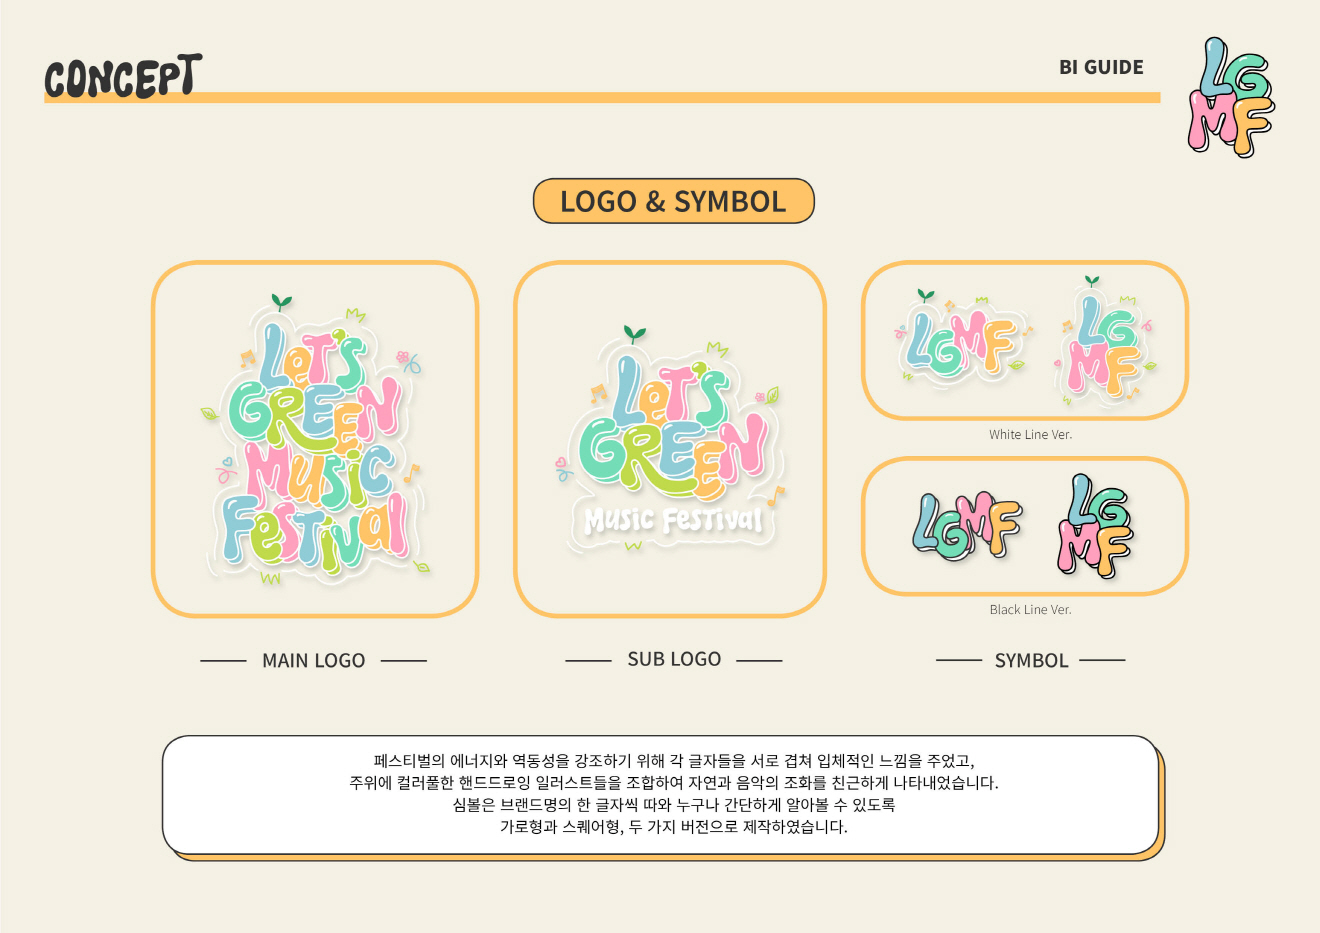 CONCEPT
BI GUIDE
LG
MF
LOGO & SYMBOL
LeT's
GREEN
Music
Festival
LeT's
GREEN
Music Festival
LGMF
LG
MF
White Line Ver.
LGMF
LG
MF
Black Line Ver.
MAIN LOGO
SUB LOGO
SYMBOL
페스티벌의 에너지와 역동성을 강조하기 위해 각 글자들을 서로 겹쳐 입체적인 느낌을 주었고,
주위에 컬러풀한 핸드드로잉 일러스트들을 조합하여 자연과 음악의 조화를 친근하게 나타내었습니다.
심볼은 브랜드명의 한 글자씩 따와 누구나 간단하게 알아볼 수 있도록
가로형과 스퀘어형, 두 가지 버전으로 제작하였습니다.